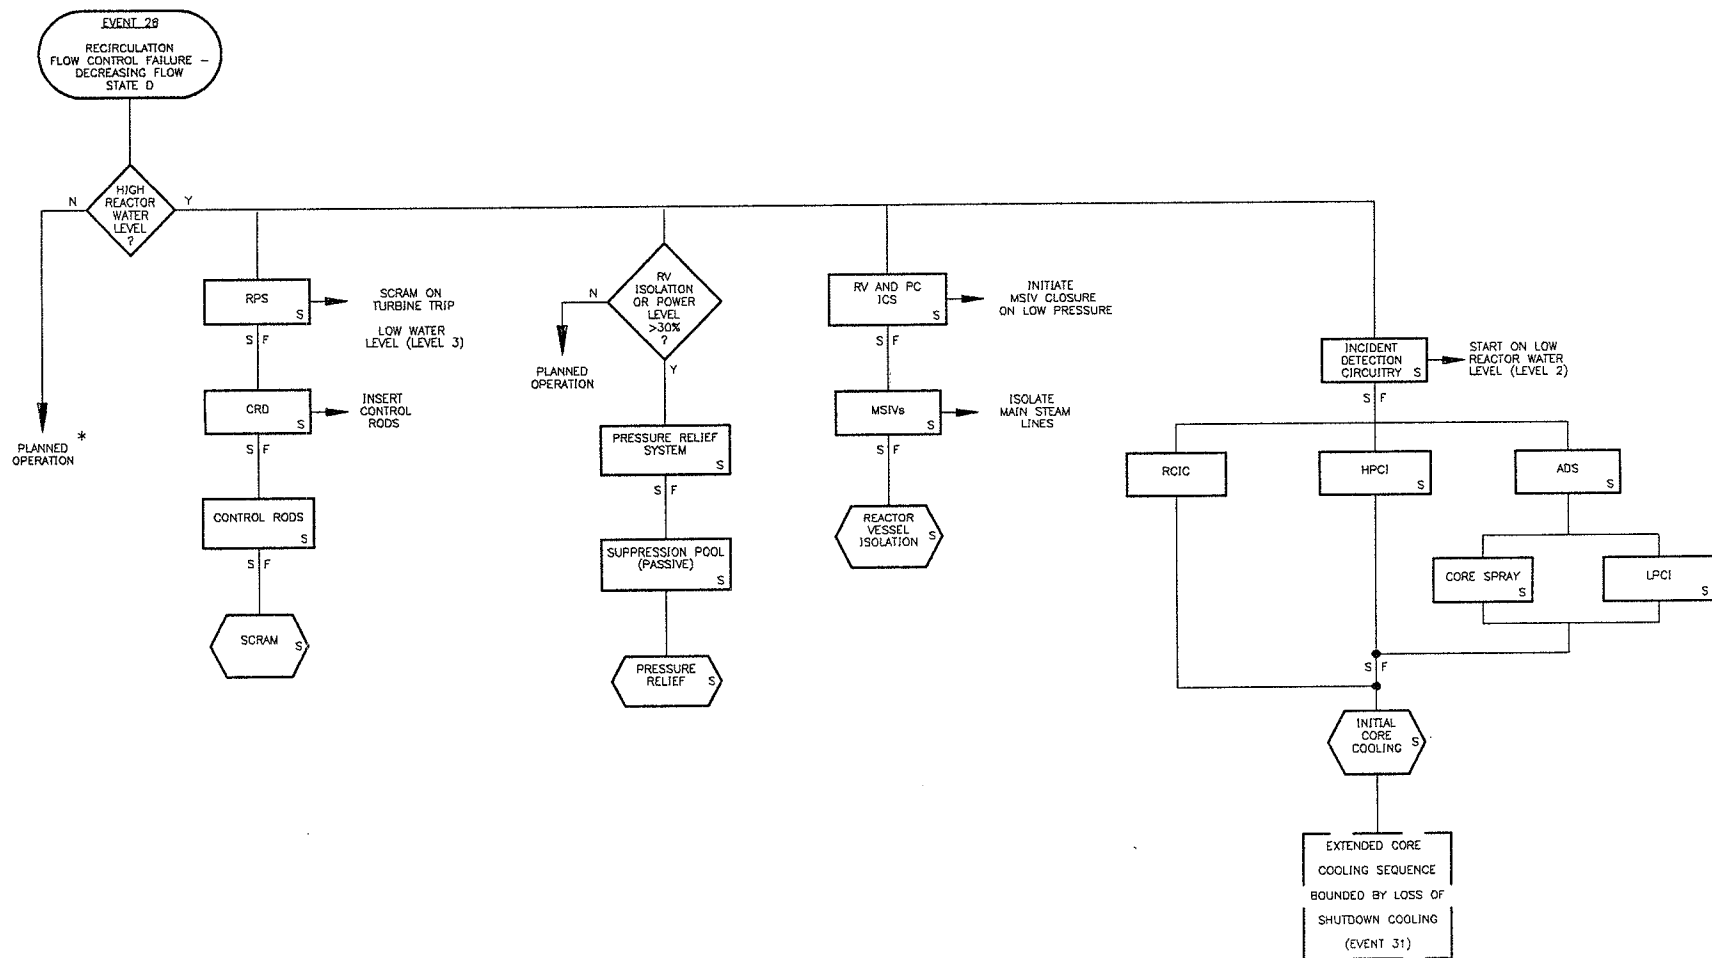 EVENT 28
RECIRCULATION
FLOW CONTROL FAILURE –
DECREASING FLOW
STATE D
HIGH
REACTOR
WATER
LEVEL
?
N
Y
PLANNED *
OPERATION
RPS
S
SCRAM ON
TURBINE TRIP
LOW WATER
LEVEL (LEVEL 3)
S F
CRD
S
INSERT
CONTROL
RODS
S F
CONTROL RODS
S
S F
SCRAM S
RV
ISOLATION
OR POWER
LEVEL
>30%
?
N
Y
PLANNED
OPERATION
PRESSURE RELIEF
SYSTEM
S
S F
SUPPRESSION POOL
(PASSIVE)
S
PRESSURE
RELIEF S
RV AND PC
ICS
S
INITIATE
MSIV CLOSURE
ON LOW PRESSURE
S F
MSIVs
S
ISOLATE
MAIN STEAM
LINES
S F
REACTOR
VESSEL S
ISOLATION
INCIDENT
DETECTION
CIRCUITRY S
START ON LOW
REACTOR WATER
LEVEL (LEVEL 2)
S F
RCIC
HPCI
S
ADS
S
CORE SPRAY
S
LPCI
S
S F
INITIAL
CORE
COOLING S
EXTENDED CORE
COOLING SEQUENCE
BOUNDED BY LOSS OF
SHUTDOWN COOLING
(EVENT 31)